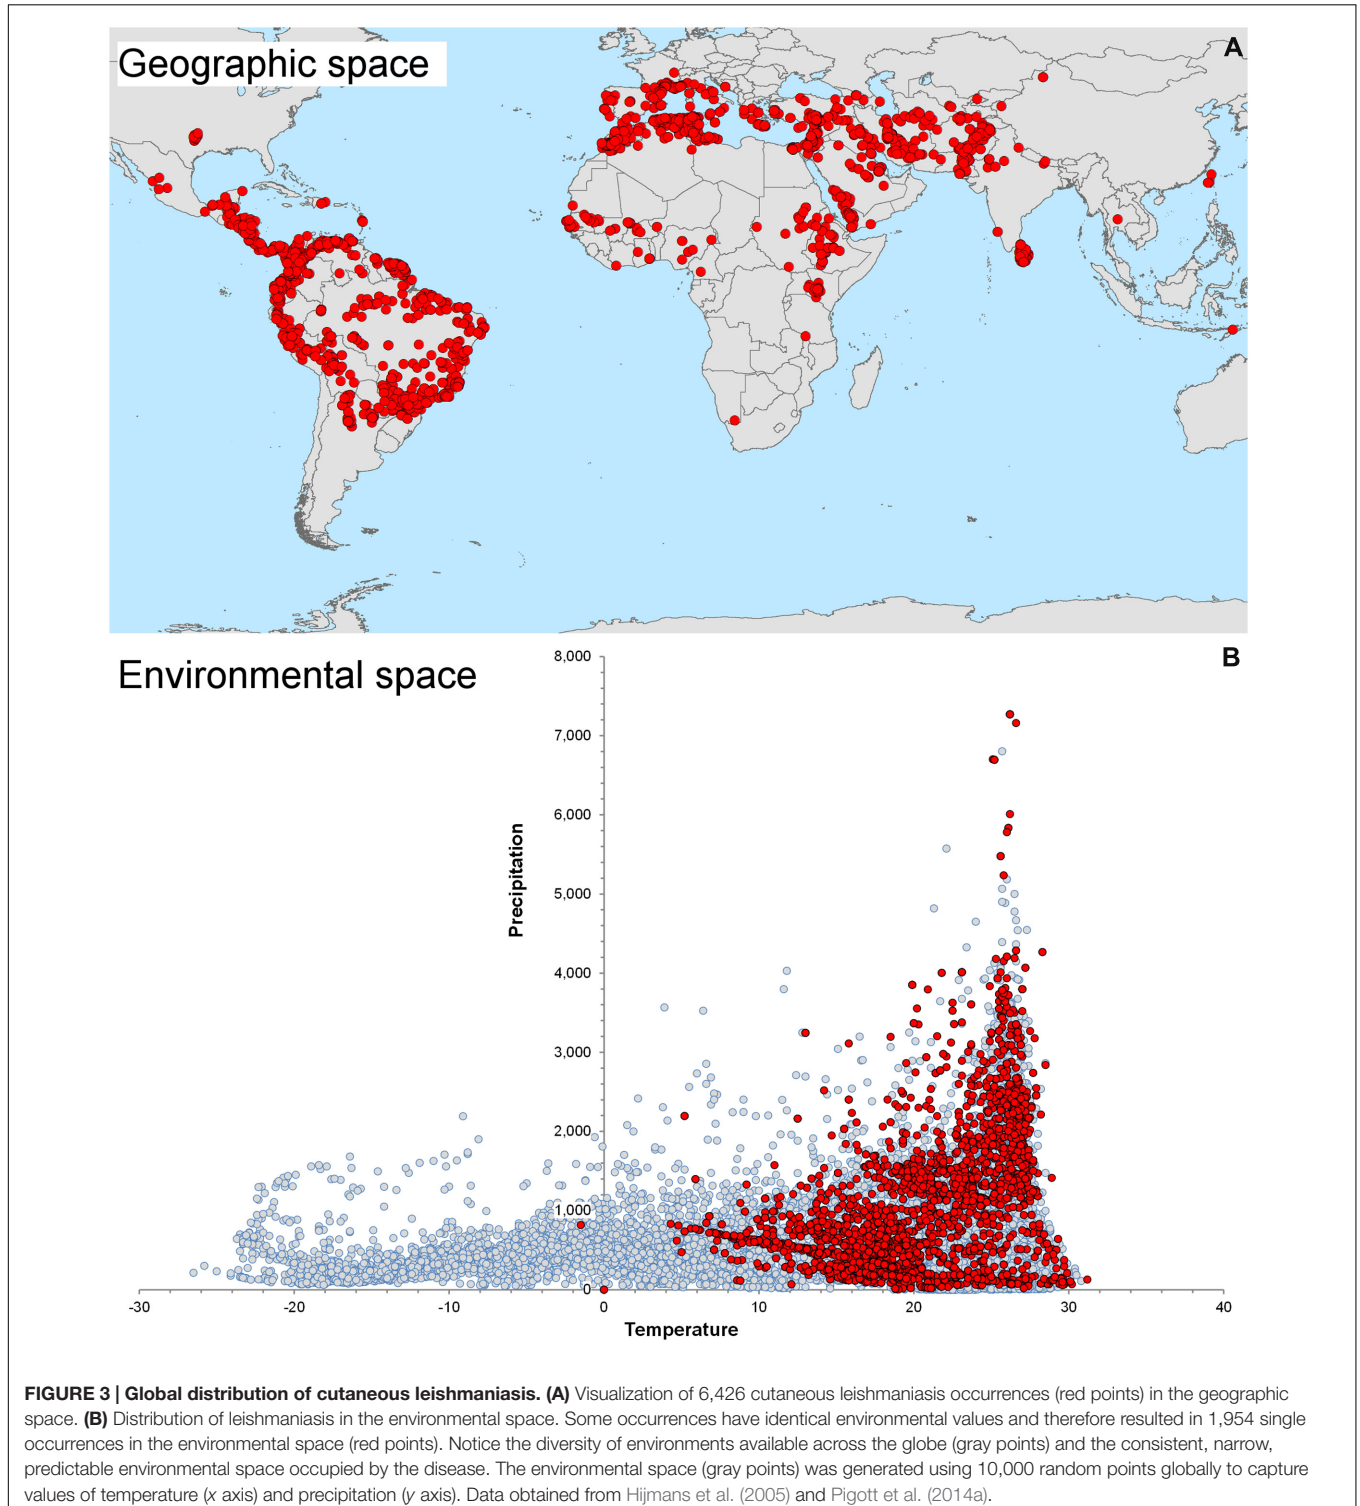 Geographic space
A
Environmental space
B
8,000
7,000
6,000
5,000
4,000
3,000
2,000
1,000
0
Precipitation
-30
-20
-10
0
10
20
30
40
Temperature
FIGURE 3 | Global distribution of cutaneous leishmaniasis. (A) Visualization of 6,426 cutaneous leishmaniasis occurrences (red points) in the geographic
space. (B) Distribution of leishmaniasis in the environmental space. Some occurrences have identical environmental values and therefore resulted in 1,954 single
occurrences in the environmental space (red points). Notice the diversity of environments available across the globe (gray points) and the consistent, narrow,
predictable environmental space occupied by the disease. The environmental space (gray points) was generated using 10,000 random points globally to capture
values of temperature (x axis) and precipitation (y axis). Data obtained from Hijmans et al. (2005) and Pigott et al. (2014a).